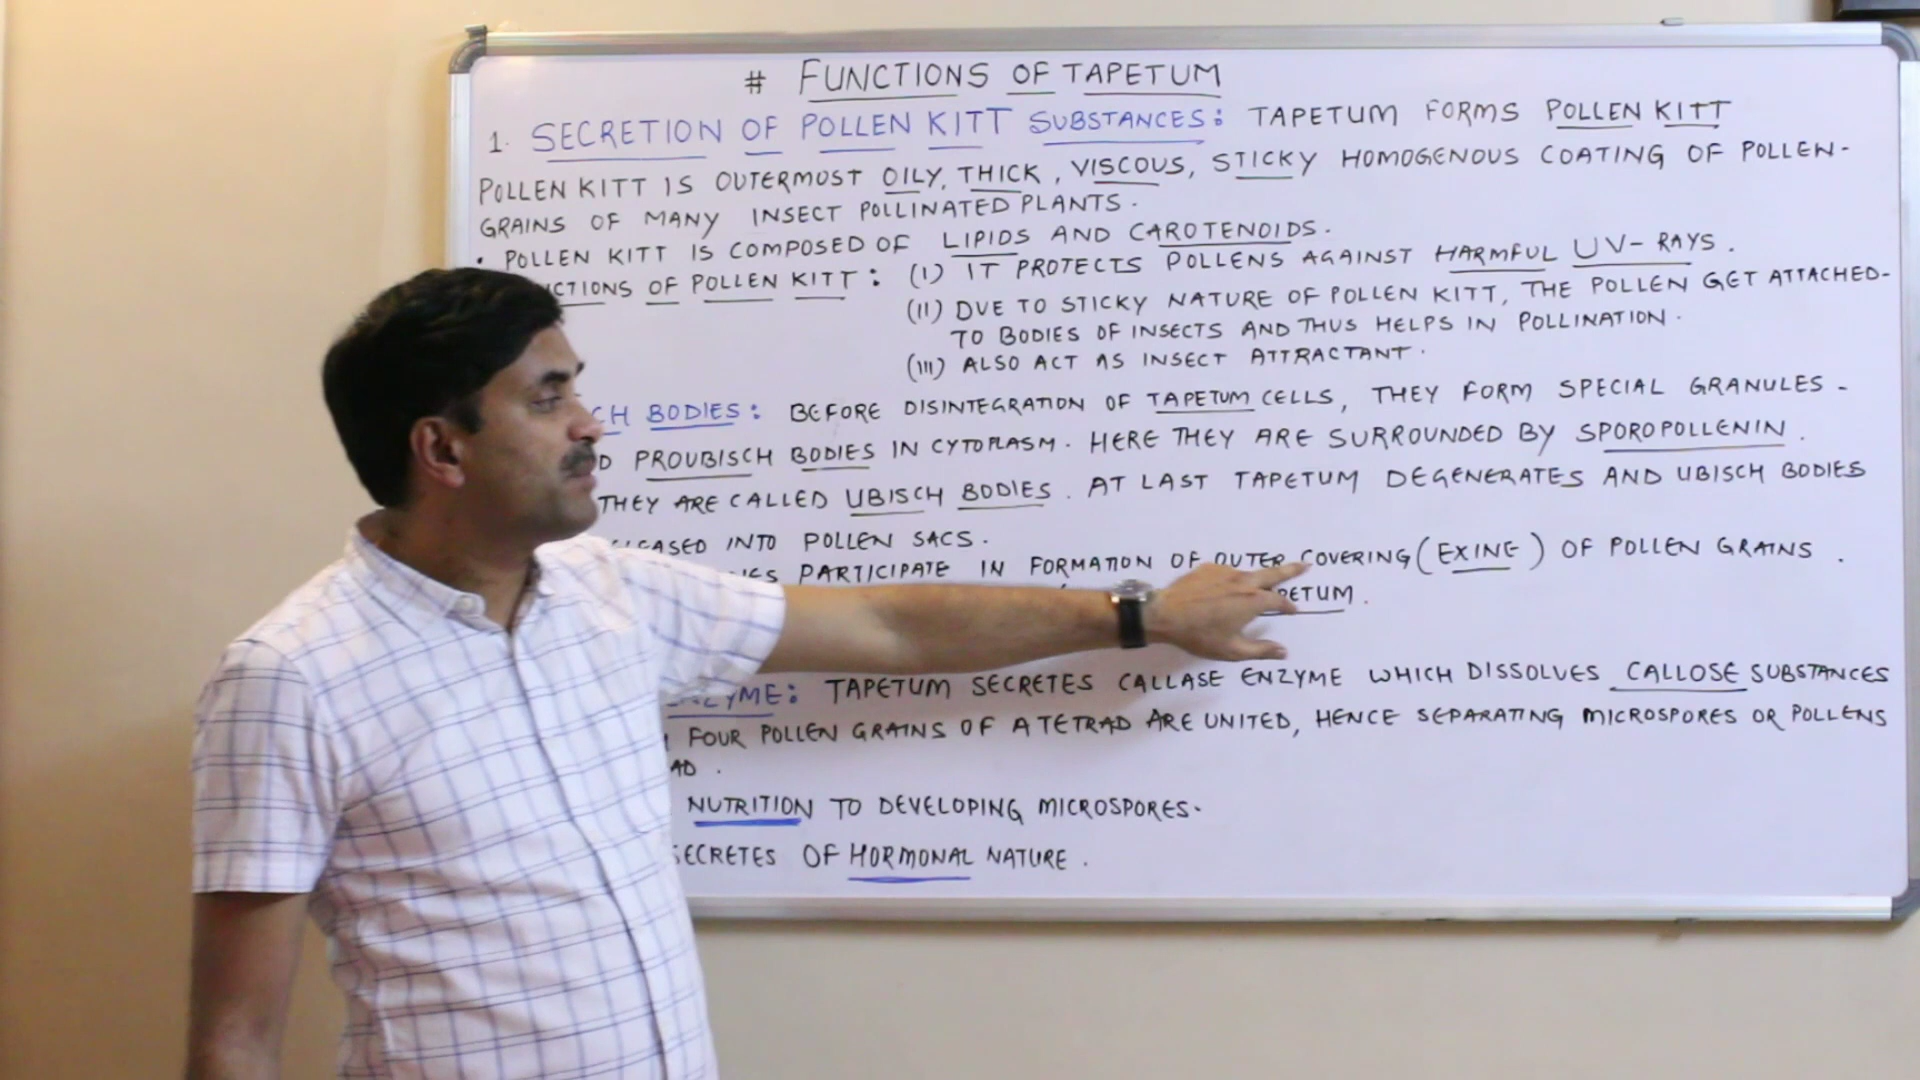 # FUNCTIONS OF TAPETUM
1. SECRETION OF POLLEN KITT SUBSTANCES: TAPETUM FORMS POLLEN KITT
POLLEN KITT IS OUTERMOST OILY, THICK, VISCOUS, STICKY HOMOGENOUS COATING OF POLLEN-
GRAINS OF MANY INSECT POLLINATED PLANTS.
• POLLEN KITT IS COMPOSED OF LIPIDS AND CAROTENOIDS.
OF POLLEN KITT: (I) IT PROTECTS POLLENS AGAINST HARMFUL UV-RAYS.
(II) DUE TO STICKY NATURE OF POLLEN KITT, THE POLLEN GET ATTACHED-
TO BODIES OF INSECTS AND THUS HELPS IN POLLINATION.
(III) ALSO ACT AS INSECT ATTRACTANT.
BODIES: BEFORE DISINTEGRATION OF TAPETUM CELLS, THEY FORM SPECIAL GRANULES-
PROUBISCH BODIES IN CYTOPLASM. HERE THEY ARE SURROUNDED BY SPOROPOLLENIN.
THEY ARE CALLED UBISCH BODIES. AT LAST TAPETUM DEGENERATES AND UBISCH BODIES
INTO POLLEN SACS.
PARTICIPATE IN FORMATION OF OUTER COVERING (EXINE) OF POLLEN GRAINS.
TAPETUM SECRETES CALLASE ENZYME WHICH DISSOLVES CALLOSE SUBSTANCES
FOUR POLLEN GRAINS OF A TETRAD ARE UNITED, HENCE SEPARATING MICROSPORES OR POLLENS
NUTRITION TO DEVELOPING MICROSPORES.
SECRETES OF HORMONAL NATURE.